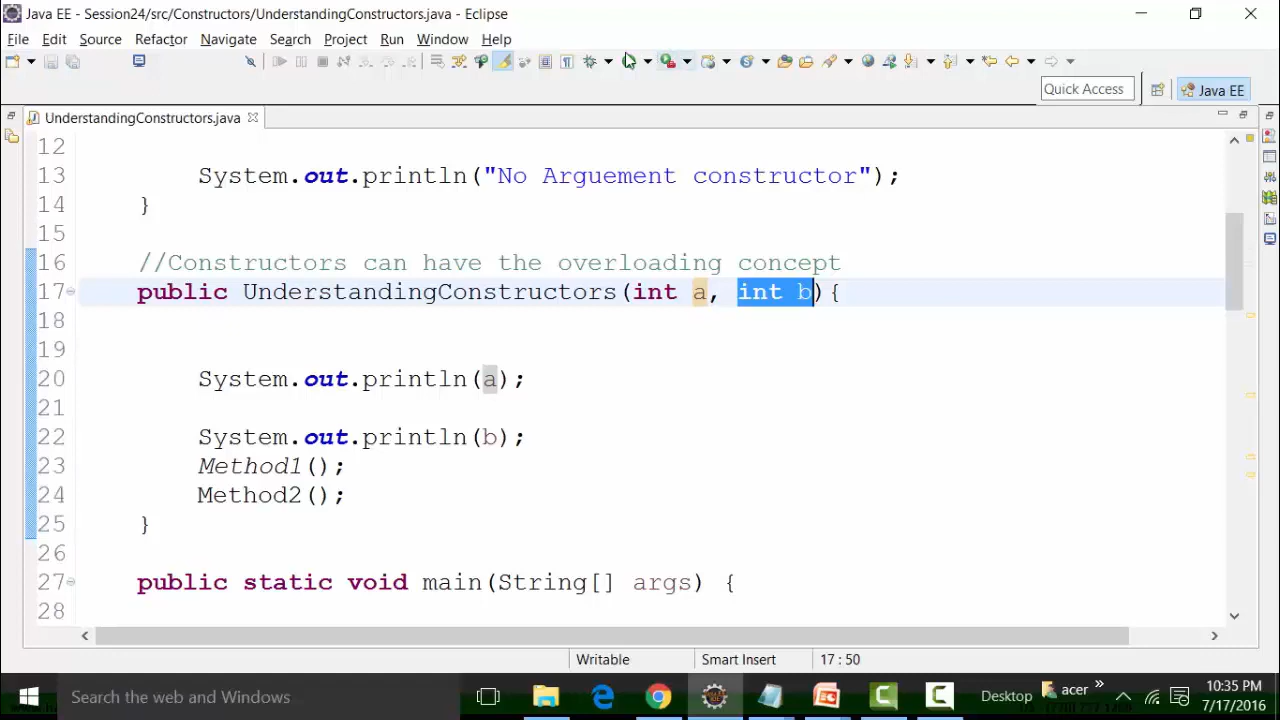 Java EE - Session24/src/Constructors/UnderstandingConstructors.java - Eclipse
File Edit Source Refactor Navigate Search Project Run Window Help
Quick Access Java EE
UnderstandingConstructors.java
12
13 System.out.println("No Arguement constructor");
14 }
15
16 //Constructors can have the overloading concept
17 public UnderstandingConstructors(int a, int b){
18
19
20 System.out.println(a);
21
22 System.out.println(b);
23 Method1();
24 Method2();
25 }
26
27 public static void main(String[] args) {
28
Writable Smart Insert 17 : 50
Search the web and Windows Desktop acer 10:35 PM
7/17/2016